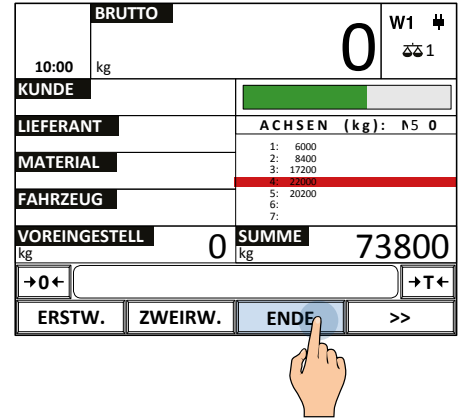 BRUTTO
0
W1
1
10:00 kg
KUNDE
LIEFERANT
ACHSEN (kg): N5 0
1: 6000
2: 8400
MATERIAL
3: 17200
4: 22000
FAHRZEUG
5: 20200
6:
7:
VOREINGESTELL
kg 0
SUMME
kg 73800
→0←
→T←
ERSTW. ZWEIRW. ENDE >>